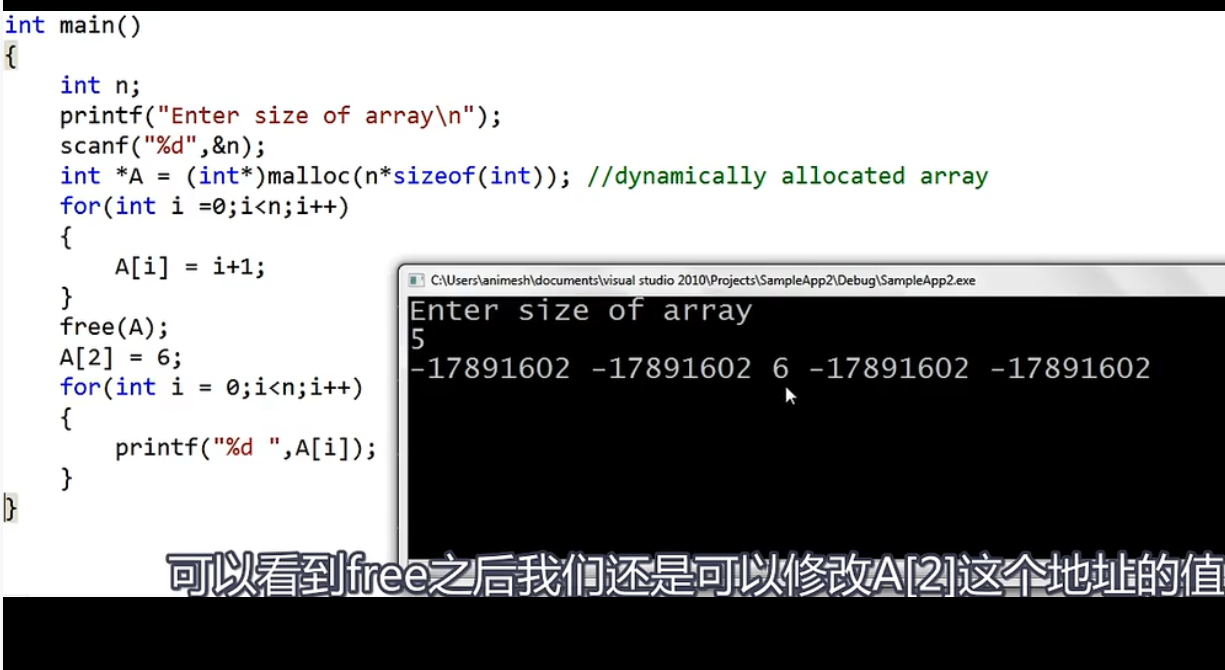 int main()
{
int n;
printf("Enter size of array\n");
scanf("%d",&n);
int *A = (int*)malloc(n*sizeof(int)); //dynamically allocated array
for(int i =0;i<n;i++)
{
A[i] = i+1;
}
free(A);
A[2] = 6;
for(int i = 0;i<n;i++)
{
printf("%d ",A[i]);
}
}
C:\Users\animesh\documents\visual studio 2010\Projects\SampleApp2\Debug\SampleApp2.exe
Enter size of array
5
-17891602 -17891602 6 -17891602 -17891602
可以看到free之后我们还是可以修改A[2]这个地址的值